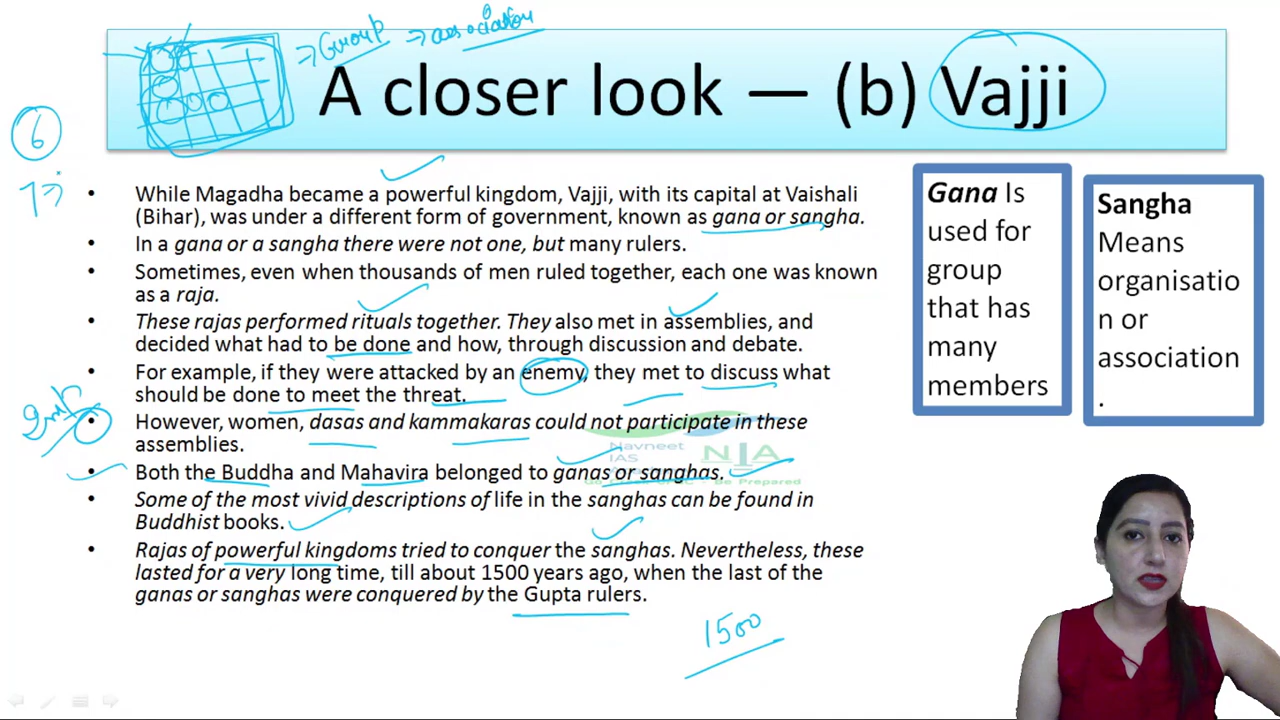 ⇒ Group ⇒ association
A closer look — (b) Vajji
6
7 ⇒
• While Magadha became a powerful kingdom, Vajji, with its capital at Vaishali
(Bihar), was under a different form of government, known as gana or sangha.
• In a gana or a sangha there were not one, but many rulers.
• Sometimes, even when thousands of men ruled together, each one was known
as a raja.
• These rajas performed rituals together. They also met in assemblies, and
decided what had to be done and how, through discussion and debate.
• For example, if they were attacked by an enemy, they met to discuss what
should be done to meet the threat.
• However, women, dasas and kammakaras could not participate in these
assemblies.
• Both the Buddha and Mahavira belonged to ganas or sanghas,
• Some of the most vivid descriptions of life in the sanghas can be found in
Buddhist books.
• Rajas of powerful kingdoms tried to conquer the sanghas. Nevertheless, these
lasted for a very long time, till about 1500 years ago, when the last of the
ganas or sanghas were conquered by the Gupta rulers.
1500
Gana Is
used for
group
that has
many
members
Sangha
Means
organisatio
n or
association
.
Navneet
IAS
NIA
Be Prepared